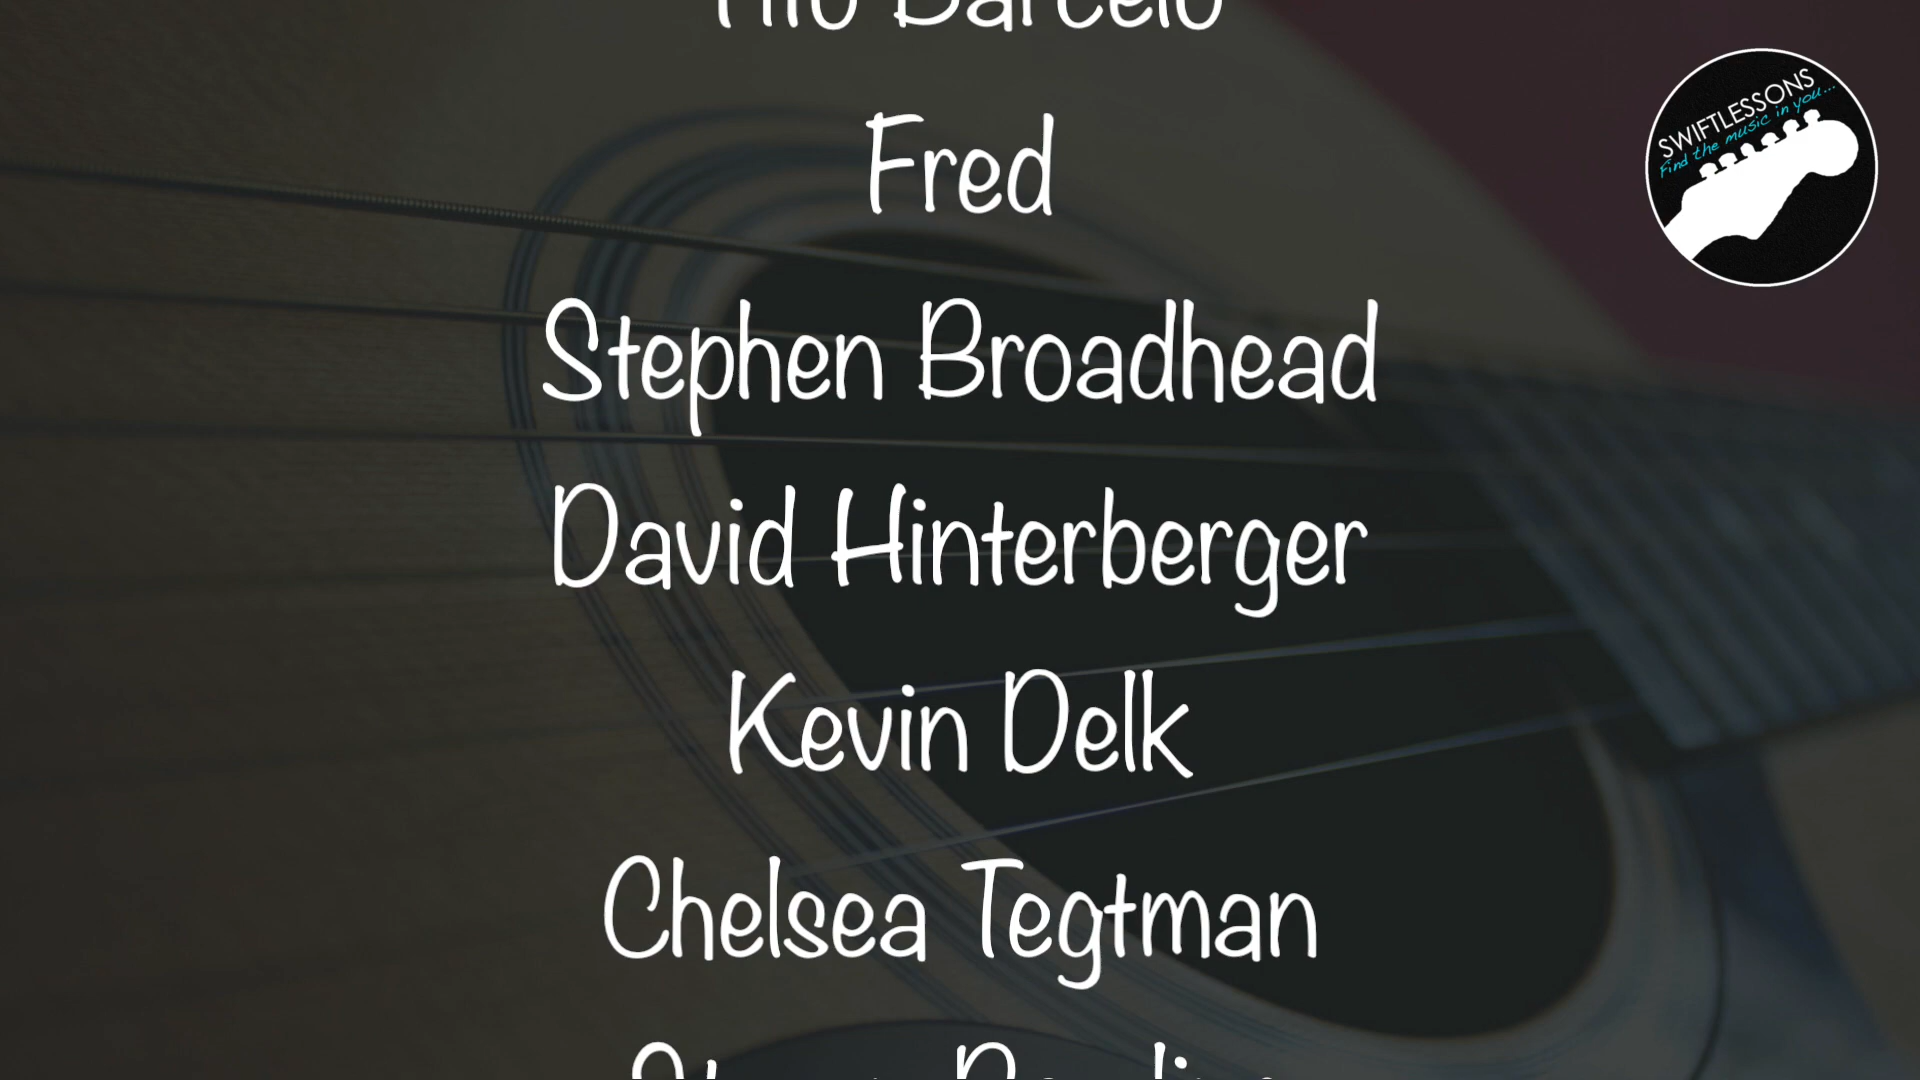 Fred
Stephen Broadhead
David Hinterberger
Kevin Delk
Chelsea Tegtman
SWIFTLESSONS
Find the music in you...